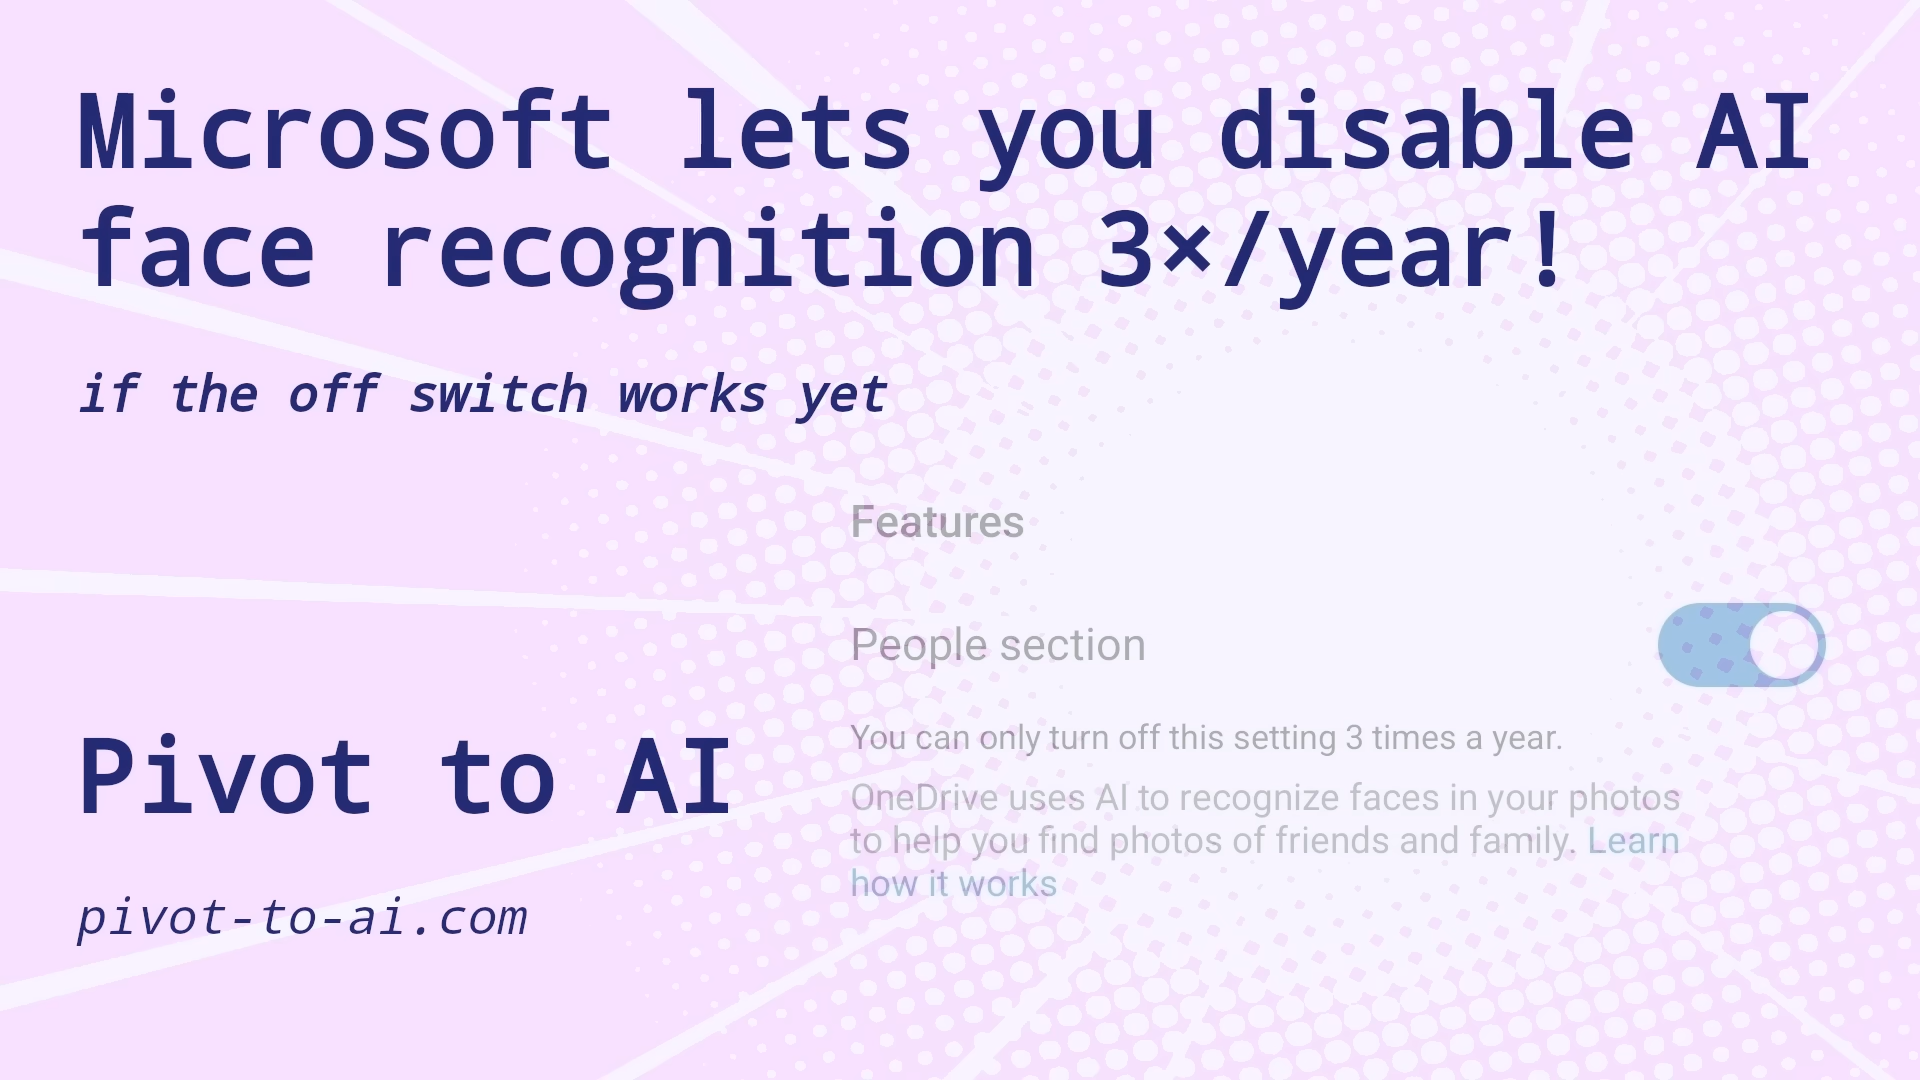 Microsoft lets you disable AI
face recognition 3×/year!
if the off switch works yet
Features
People section
You can only turn off this setting 3 times a year.
OneDrive uses AI to recognize faces in your photos
to help you find photos of friends and family. Learn
how it works
Pivot to AI
pivot-to-ai.com